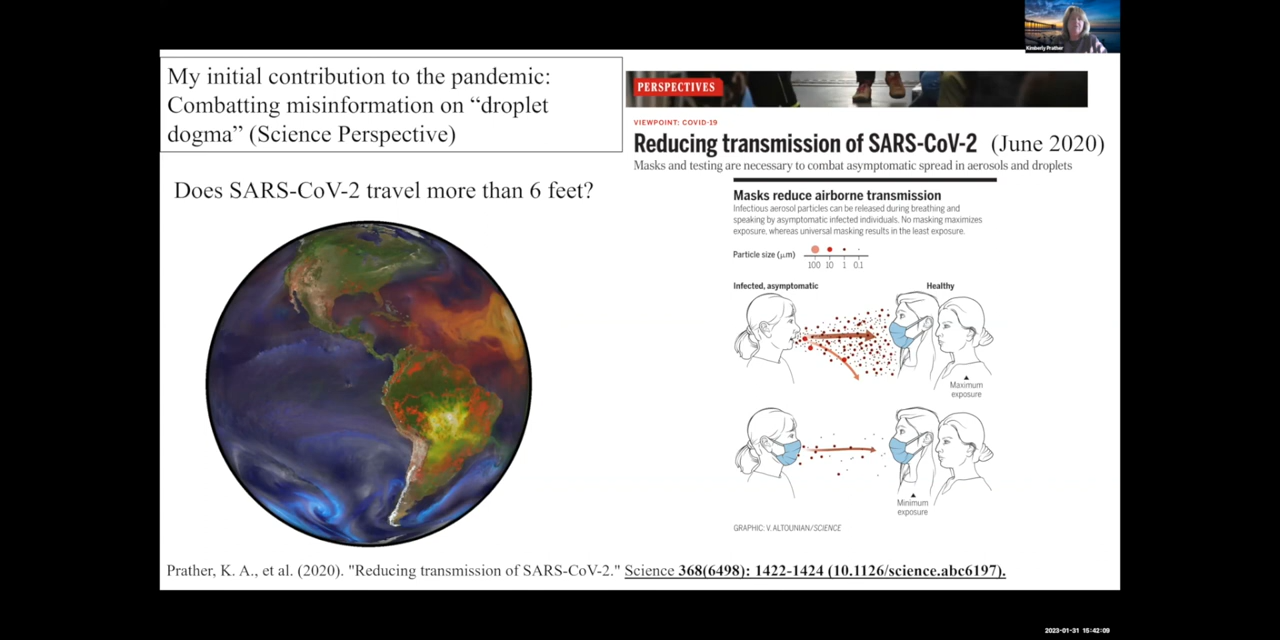 Kimberly Prather
My initial contribution to the pandemic:
Combatting misinformation on “droplet
dogma” (Science Perspective)
Does SARS-CoV-2 travel more than 6 feet?
PERSPECTIVES
VIEWPOINT: COVID-19
Reducing transmission of SARS-CoV-2 (June 2020)
Masks and testing are necessary to combat asymptomatic spread in aerosols and droplets
Masks reduce airborne transmission
Infectious aerosol particles can be released during breathing and
speaking by asymptomatic infected individuals. No masking maximizes
exposure, whereas universal masking results in the least exposure.
Particle size (μm)
100 10 1 0.1
Infected, asymptomatic Healthy
Maximum
exposure
Minimum
exposure
GRAPHIC: V. ALTOUNIAN/SCIENCE
Prather, K. A., et al. (2020). "Reducing transmission of SARS-CoV-2." Science 368(6498): 1422-1424 (10.1126/science.abc6197).
2023-01-31 15:42:09